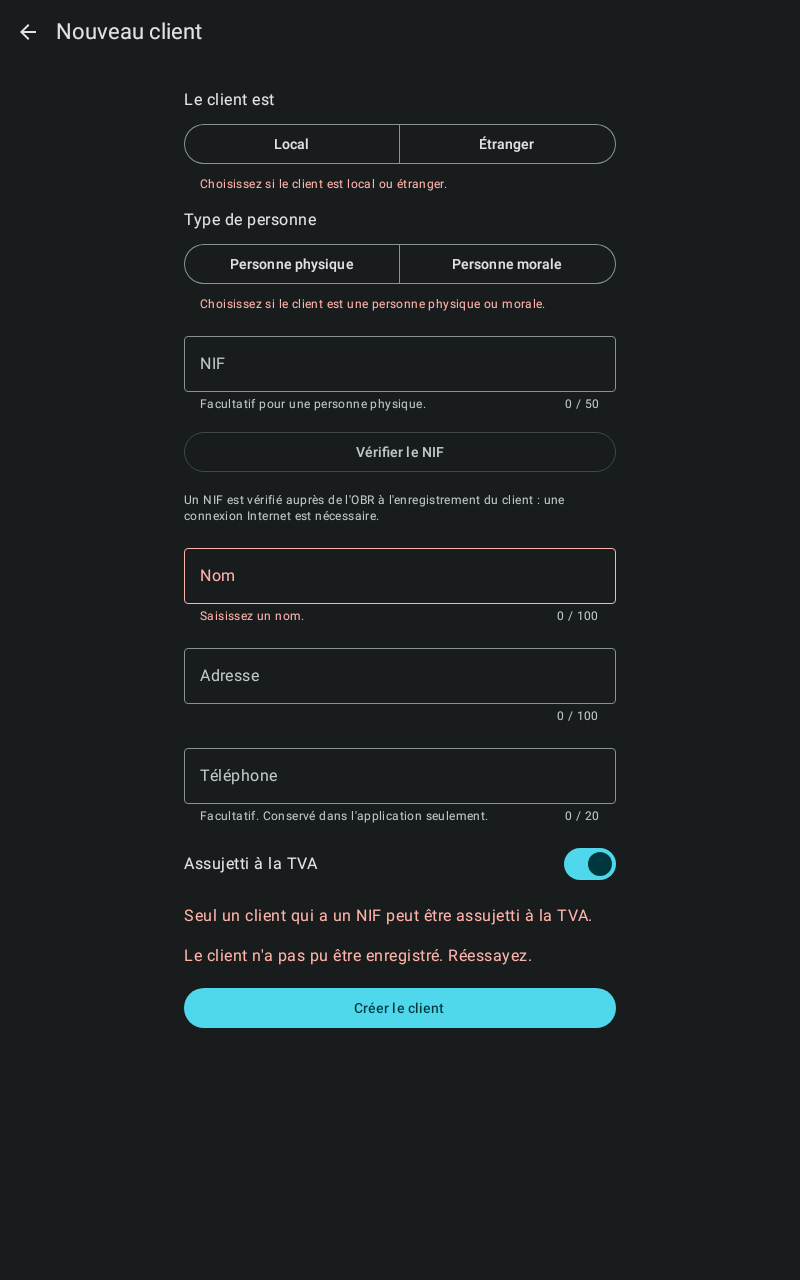 Nouveau client
Le client est
Local
Étranger
Choisissez si le client est local ou étranger.
Type de personne
Personne physique
Personne morale
Choisissez si le client est une personne physique ou morale.
NIF
Facultatif pour une personne physique.
0 / 50
Vérifier le NIF
Un NIF est vérifié auprès de l'OBR à l'enregistrement du client : une
connexion Internet est nécessaire.
Nom
Saisissez un nom.
0 / 100
Adresse
0 / 100
Téléphone
Facultatif. Conservé dans l'application seulement.
0 / 20
Assujetti à la TVA
Seul un client qui a un NIF peut être assujetti à la TVA.
Le client n'a pas pu être enregistré. Réessayez.
Créer le client